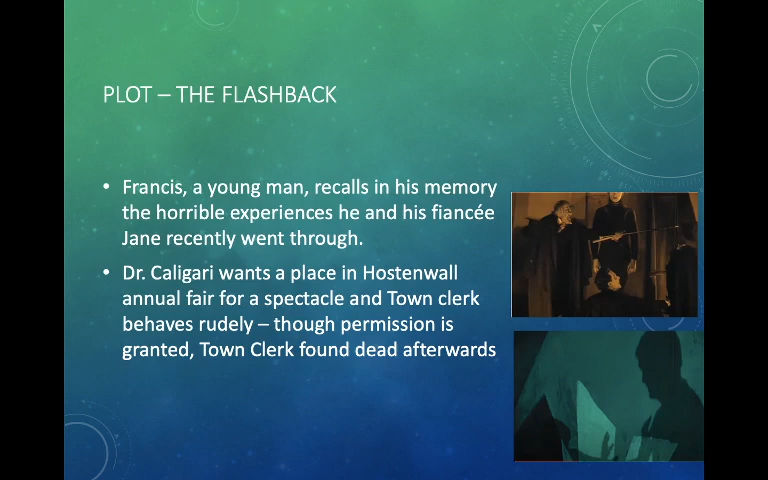 PLOT – THE FLASHBACK
• Francis, a young man, recalls in his memory
the horrible experiences he and his fiancée
Jane recently went through.
• Dr. Caligari wants a place in Hostenwall
annual fair for a spectacle and Town clerk
behaves rudely – though permission is
granted, Town Clerk found dead afterwards